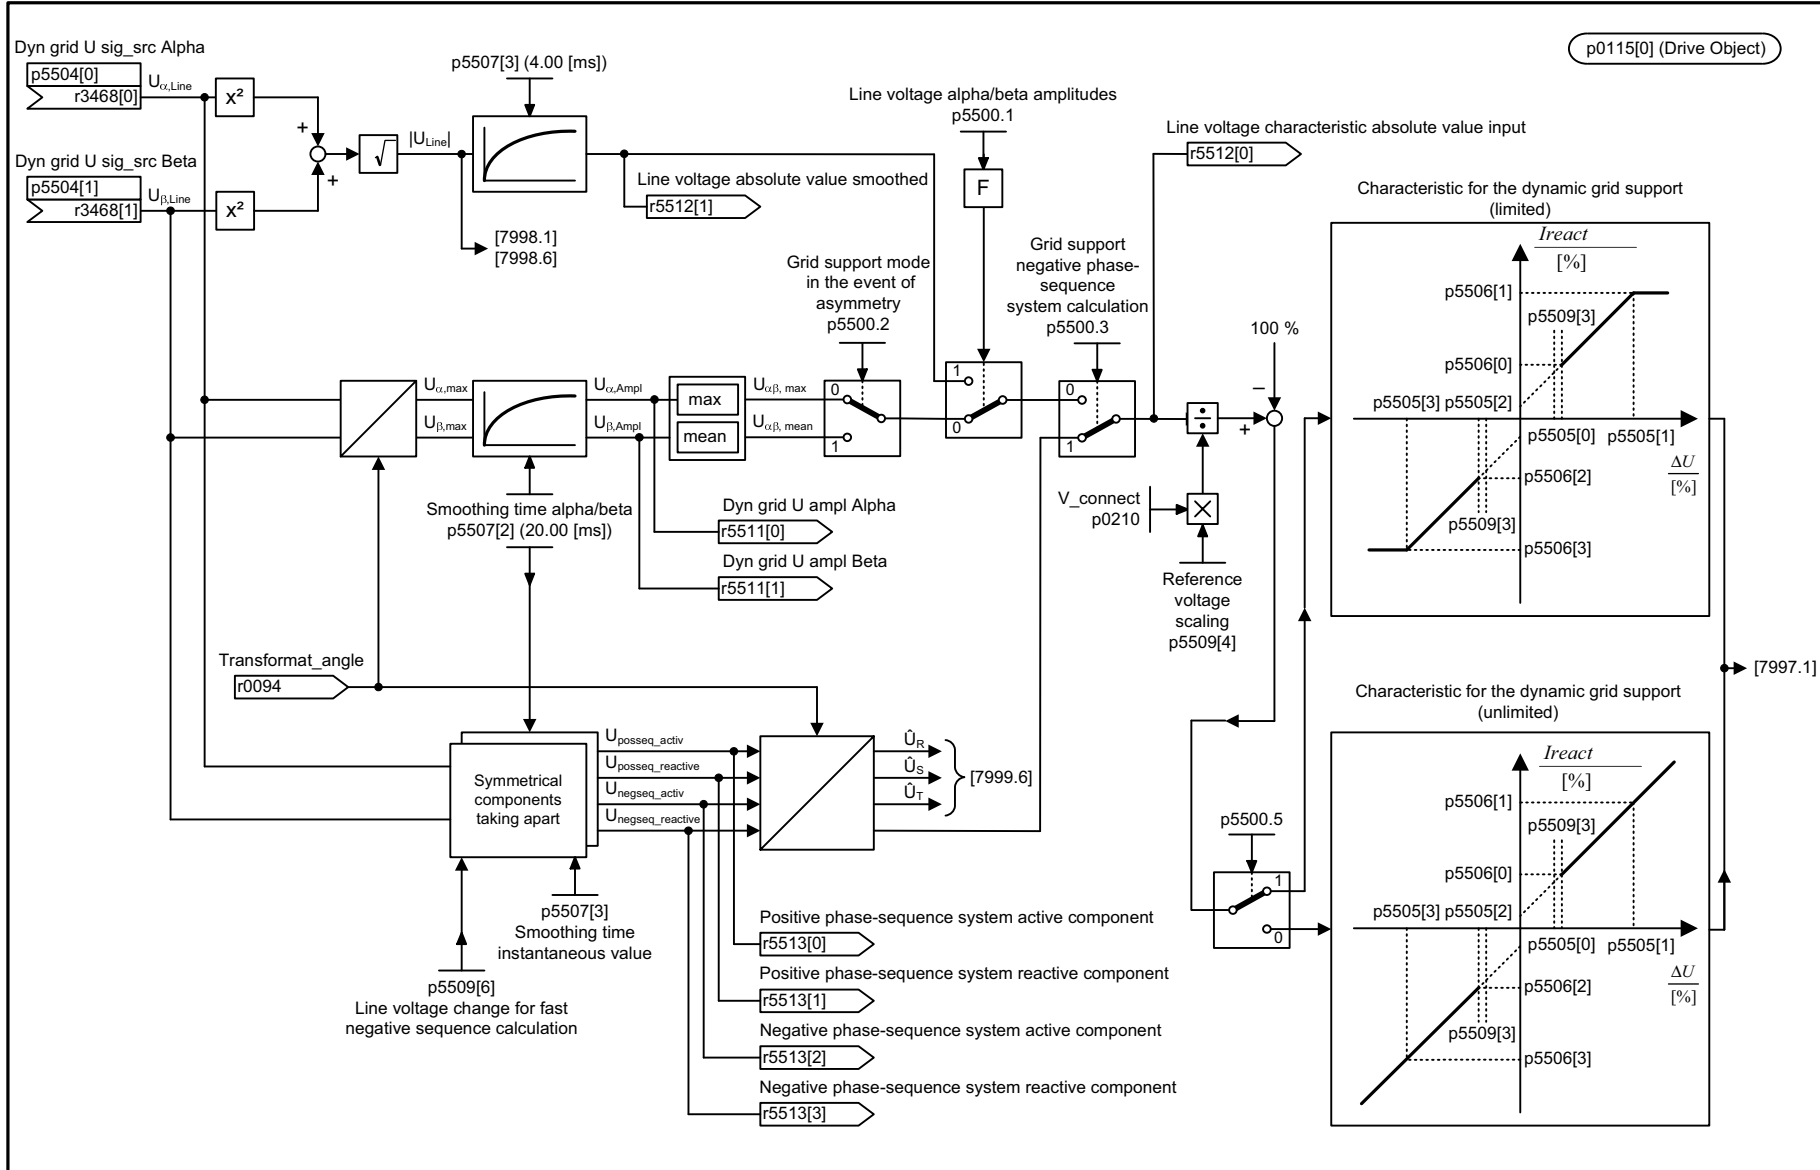 Dyn grid U sig_src Alpha
p5504[0]
r3468[0]
Uα,Line
x²
+
Dyn grid U sig_src Beta
p5504[1]
r3468[1]
Uβ,Line
x²
+
√
|ULine|
p5507[3] (4.00 [ms])
[7998.1]
[7998.6]
Line voltage absolute value smoothed
r5512[1]
Line voltage alpha/beta amplitudes
p5500.1
F
Line voltage characteristic absolute value input
r5512[0]
p0115[0] (Drive Object)
Grid support mode
in the event of
asymmetry
p5500.2
Grid support
negative phase-
sequence
system calculation
p5500.3
Uα,max
Uβ,max
Uα,Ampl
Uβ,Ampl
max
mean
Uαβ, max
Uαβ, mean
0
1
1
0
0
1
÷
+
100 %
–
V_connect
p0210
×
Reference
voltage
scaling
p5509[4]
Smoothing time alpha/beta
p5507[2] (20.00 [ms])
Dyn grid U ampl Alpha
r5511[0]
Dyn grid U ampl Beta
r5511[1]
Transformat_angle
r0094
Symmetrical
components
taking apart
Uposseq_activ
Uposseq_reactive
Unegseq_activ
Unegseq_reactive
ÛR
ÛS
ÛT
[7999.6]
p5507[3]
Smoothing time
instantaneous value
p5509[6]
Line voltage change for fast
negative sequence calculation
Positive phase-sequence system active component
r5513[0]
Positive phase-sequence system reactive component
r5513[1]
Negative phase-sequence system active component
r5513[2]
Negative phase-sequence system reactive component
r5513[3]
p5500.5
1
0
Characteristic for the dynamic grid support
(limited)
Ireact
[%]
p5506[1]
p5509[3]
p5506[0]
p5505[3] p5505[2]
p5505[0] p5505[1]
ΔU
[%]
p5506[2]
p5509[3]
p5506[3]
[7997.1]
Characteristic for the dynamic grid support
(unlimited)
Ireact
[%]
p5506[1]
p5509[3]
p5506[0]
p5505[3] p5505[2]
p5505[0] p5505[1]
ΔU
[%]
p5506[2]
p5509[3]
p5506[3]